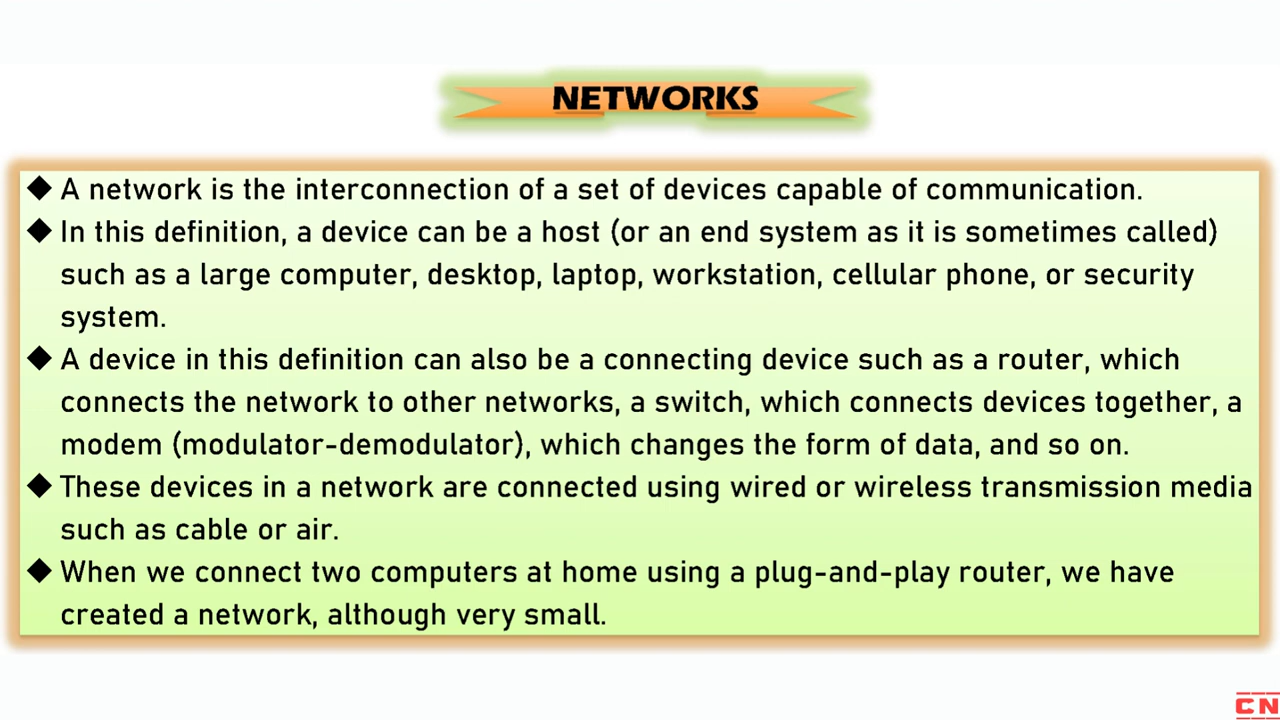 NETWORKS
◆ A network is the interconnection of a set of devices capable of communication.
◆ In this definition, a device can be a host (or an end system as it is sometimes called)
such as a large computer, desktop, laptop, workstation, cellular phone, or security
system.
◆ A device in this definition can also be a connecting device such as a router, which
connects the network to other networks, a switch, which connects devices together, a
modem (modulator-demodulator), which changes the form of data, and so on.
◆ These devices in a network are connected using wired or wireless transmission media
such as cable or air.
◆ When we connect two computers at home using a plug-and-play router, we have
created a network, although very small.
CN